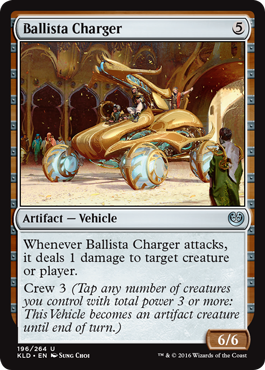 Ballista Charger 5
Artifact — Vehicle
Whenever Ballista Charger attacks,
it deals 1 damage to target creature
or player.
Crew 3 (Tap any number of creatures
you control with total power 3 or more:
This Vehicle becomes an artifact creature
until end of turn.)
6/6
196/264 U
KLD • EN SUNG CHOI
™ & © 2016 Wizards of the Coast